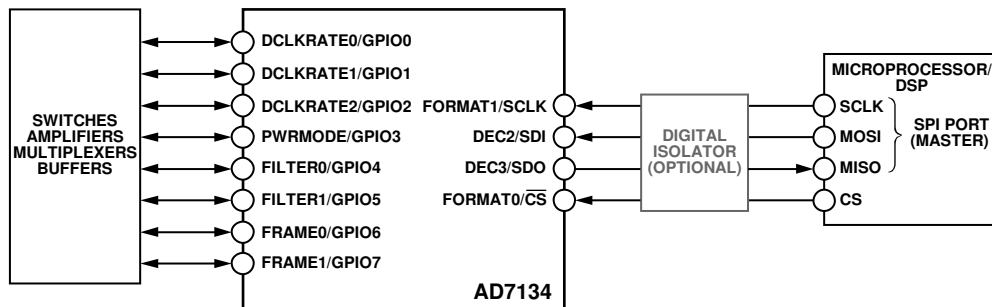 SWITCHES
AMPLIFIERS
MULTIPLEXERS
BUFFERS
DCLKRATE0/GPIO0
DCLKRATE1/GPIO1
DCLKRATE2/GPIO2
PWRMODE/GPIO3
FILTER0/GPIO4
FILTER1/GPIO5
FRAME0/GPIO6
FRAME1/GPIO7
FORMAT1/SCLK
DEC2/SDI
DEC3/SDO
FORMAT0/C̅S̅
AD7134
DIGITAL
ISOLATOR
(OPTIONAL)
MICROPROCESSOR/
DSP
SCLK
MOSI
MISO
CS
SPI PORT
(MASTER)